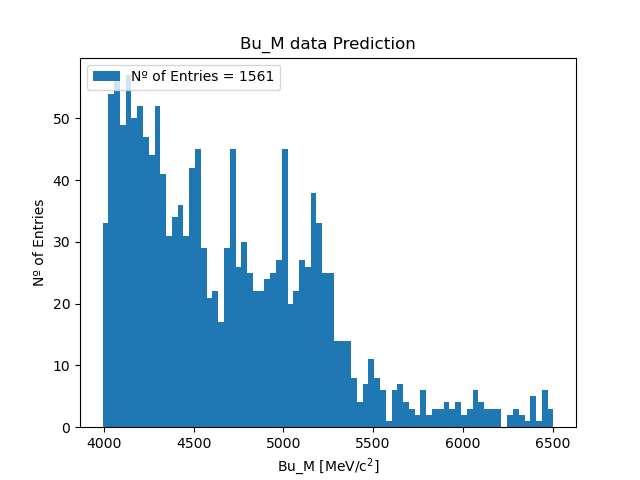 Bu_M data Prediction
Nº of Entries = 1561
Nº of Entries
50
40
30
20
10
0
4000 4500 5000 5500 6000 6500
Bu_M [MeV/c²]